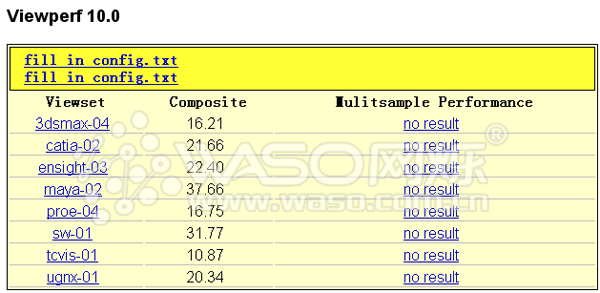 Viewperf 10.0
fill in config.txt
fill in config.txt
Viewset Composite Mulitsample Performance
3dsmax-04 16.21 no result
catia-02 21.66 no result
ensight-03 22.40 no result
maya-02 37.66 no result
proe-04 16.75 no result
sw-01 31.77 no result
tcvis-01 10.87 no result
ugnx-01 20.34 no result
WASO网脉
www.waso.com.cn